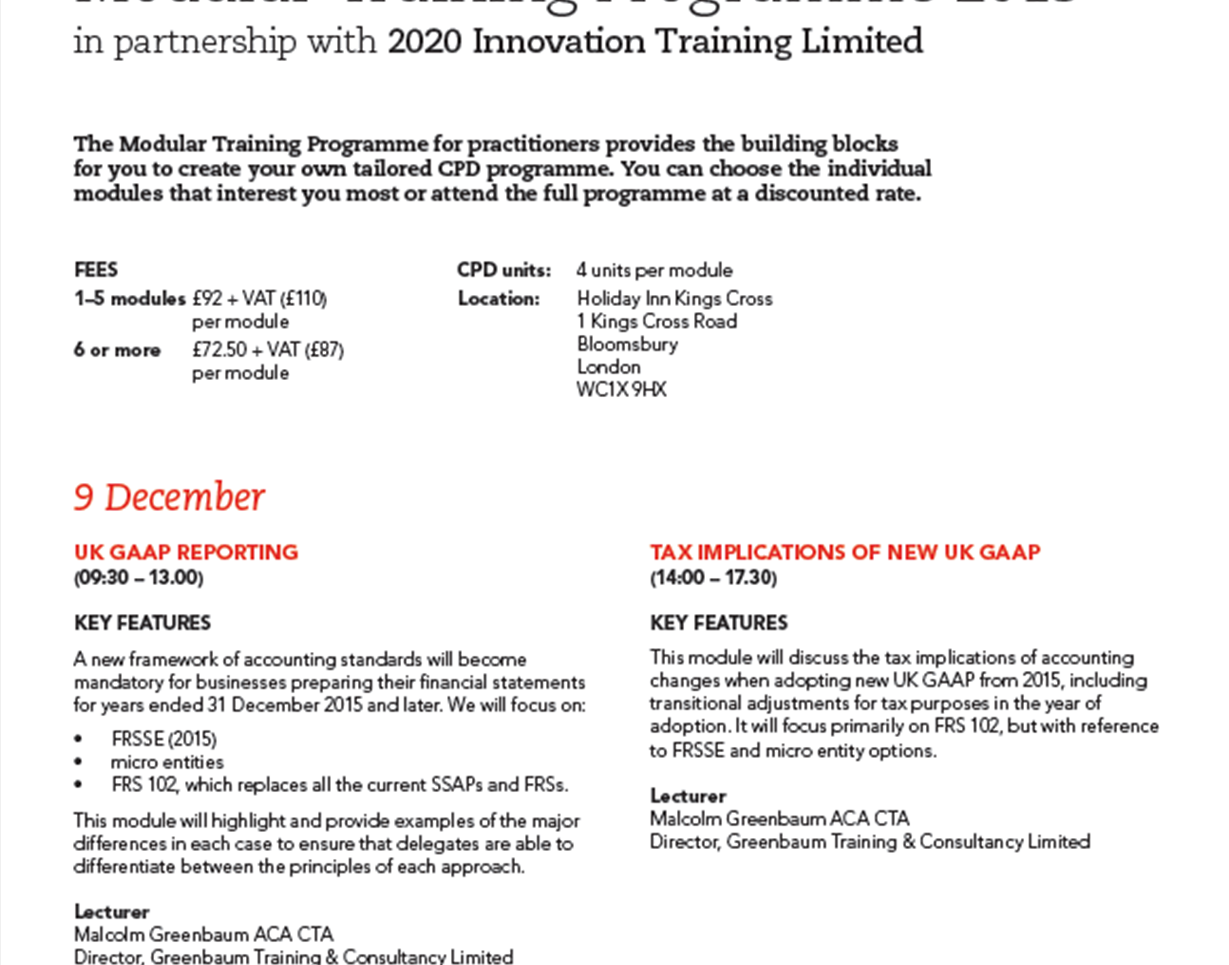 Modular Training Programme 2015
in partnership with 2020 Innovation Training Limited
The Modular Training Programme for practitioners provides the building blocks
for you to create your own tailored CPD programme. You can choose the individual
modules that interest you most or attend the full programme at a discounted rate.
FEES
1–5 modules £92 + VAT (£110)
per module
6 or more £72.50 + VAT (£87)
per module
CPD units: 4 units per module
Location: Holiday Inn Kings Cross
1 Kings Cross Road
Bloomsbury
London
WC1X 9HX
9 December
UK GAAP REPORTING
(09:30 – 13.00)
KEY FEATURES
A new framework of accounting standards will become
mandatory for businesses preparing their financial statements
for years ended 31 December 2015 and later. We will focus on:
• FRSSE (2015)
• micro entities
• FRS 102, which replaces all the current SSAPs and FRSs.
This module will highlight and provide examples of the major
differences in each case to ensure that delegates are able to
differentiate between the principles of each approach.
Lecturer
Malcolm Greenbaum ACA CTA
Director, Greenbaum Training & Consultancy Limited
TAX IMPLICATIONS OF NEW UK GAAP
(14:00 – 17.30)
KEY FEATURES
This module will discuss the tax implications of accounting
changes when adopting new UK GAAP from 2015, including
transitional adjustments for tax purposes in the year of
adoption. It will focus primarily on FRS 102, but with reference
to FRSSE and micro entity options.
Lecturer
Malcolm Greenbaum ACA CTA
Director, Greenbaum Training & Consultancy Limited